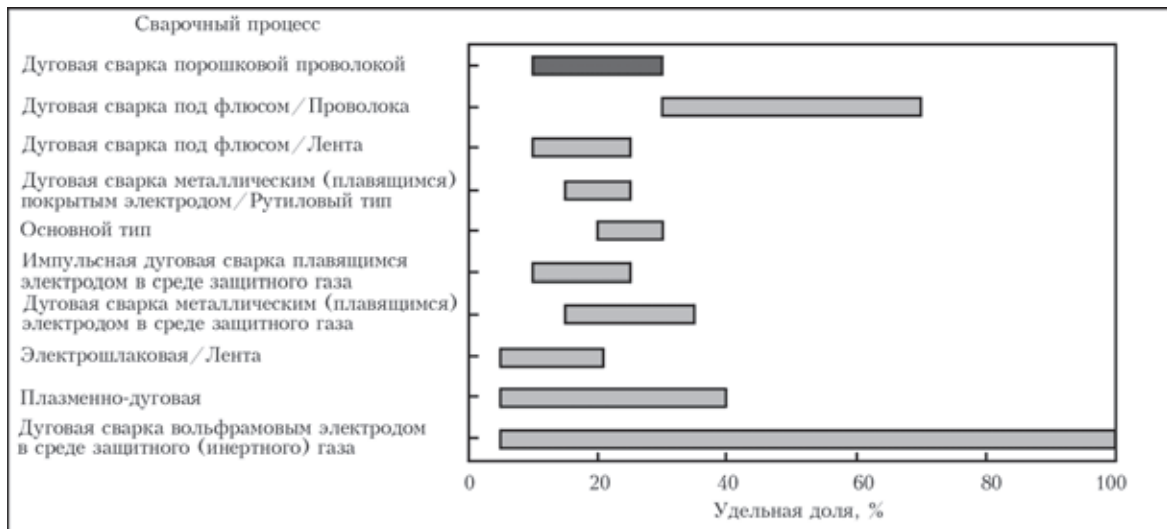 Сварочный процесс
Дуговая сварка порошковой проволокой
Дуговая сварка под флюсом/Проволока
Дуговая сварка под флюсом/Лента
Дуговая сварка металлическим (плавящимся)
покрытым электродом/Рутиловый тип
Основной тип
Импульсная дуговая сварка плавящимся
электродом в среде защитного газа
Дуговая сварка металлическим (плавящимся)
электродом в среде защитного газа
Электрошлаковая/Лента
Плазменно-дуговая
Дуговая сварка вольфрамовым электродом
в среде защитного (инертного) газа
0 20 40 60 80 100
Удельная доля, %